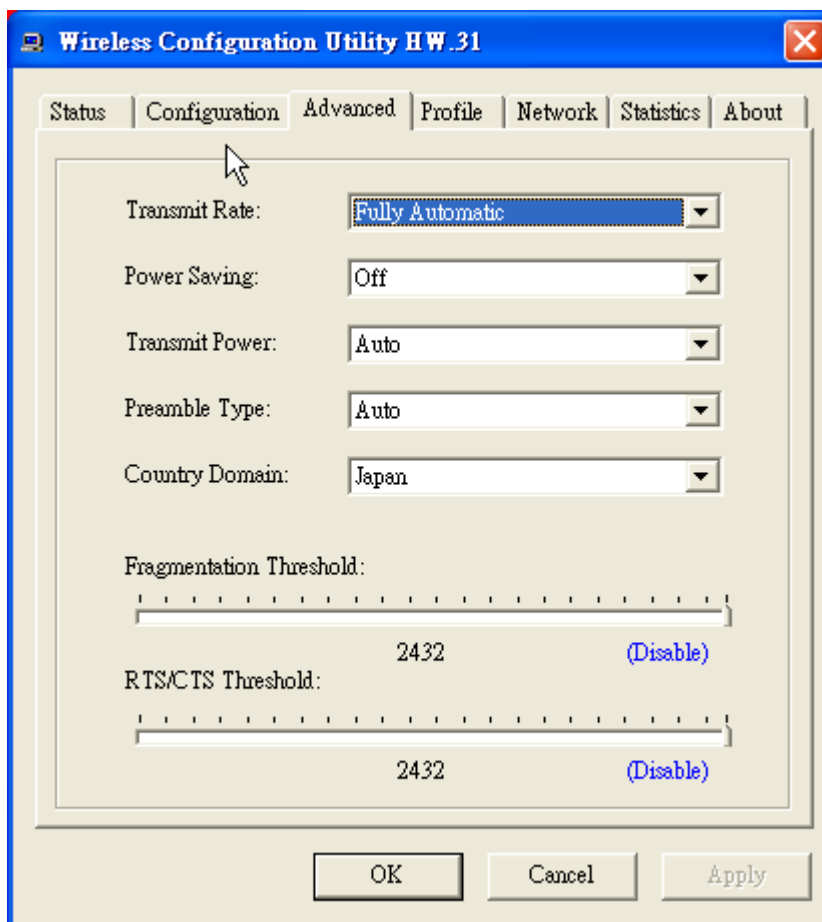 Wireless Configuration Utility HW.31
Status Configuration Advanced Profile Network Statistics About
Transmit Rate: Fully Automatic
Power Saving: Off
Transmit Power: Auto
Preamble Type: Auto
Country Domain: Japan
Fragmentation Threshold:
2432 (Disable)
RTS/CTS Threshold:
2432 (Disable)
OK Cancel Apply